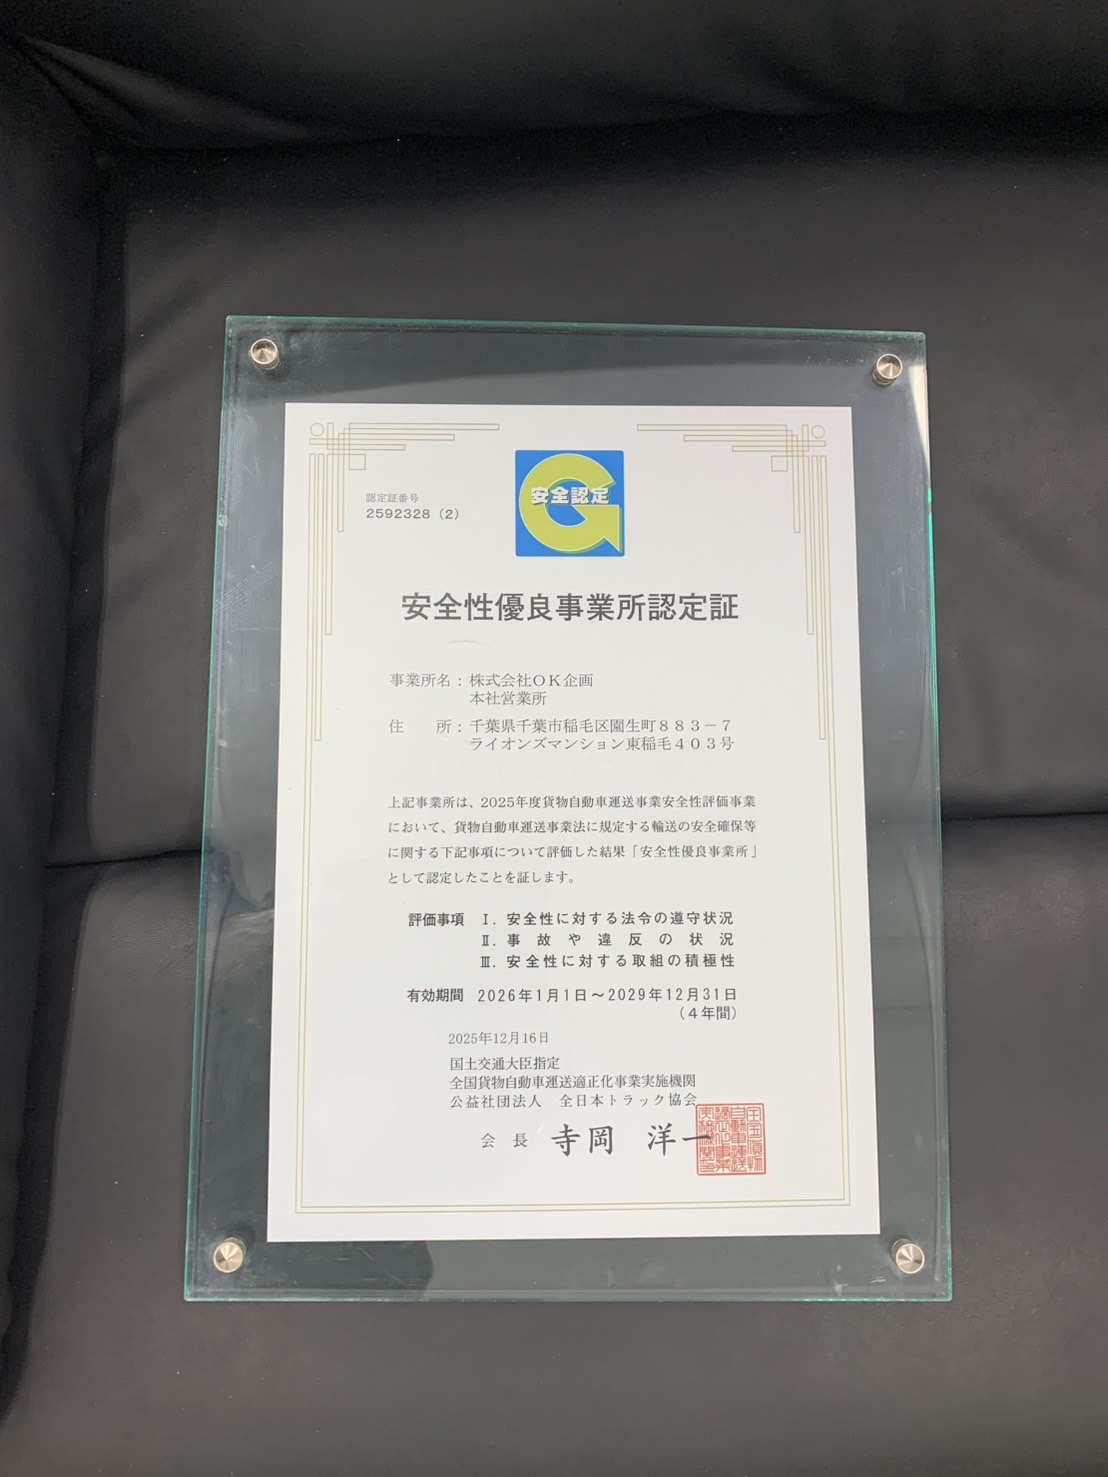 認定証番号
2592328（2）
安全認定
安全性優良事業所認定証
事業所名：株式会社ＯＫ企画
本社営業所
住　　所：千葉県千葉市稲毛区園生町８８３－７
ライオンズマンション東稲毛４０３号
上記事業所は、2025年度貨物自動車運送事業安全性評価事業
において、貨物自動車運送事業法に規定する輸送の安全確保等
に関する下記事項について評価した結果「安全性優良事業所」
として認定したことを証します。
評価事項　Ⅰ．安全性に対する法令の遵守状況
Ⅱ．事故や違反の状況
Ⅲ．安全性に対する取組の積極性
有効期間　2026年1月1日～2029年12月31日
（４年間）
2025年12月16日
国土交通大臣指定
全国貨物自動車運送適正化事業実施機関
公益社団法人　全日本トラック協会
会　長　寺岡　洋一